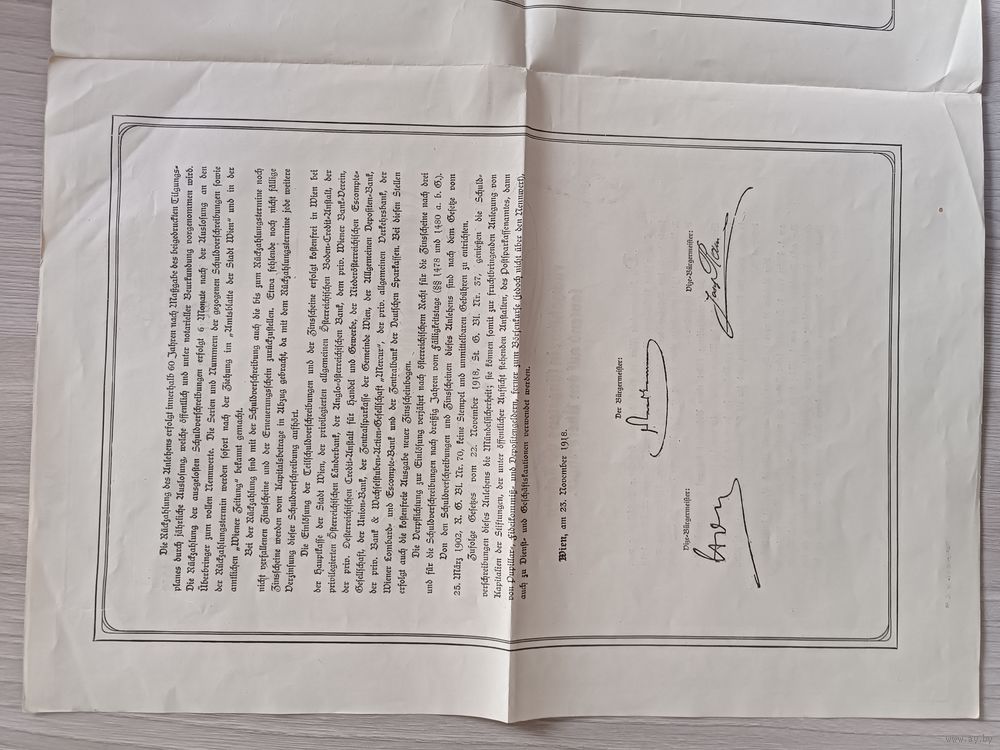 Die Rückzahlung des Anlehens erfolgt innerhalb 60 Jahren nach Maßgabe des beigedruckten Tilgungs-
planes durch jährliche Auslosung, welche öffentlich und unter notarieller Beurkundung vorgenommen wird.
Die Rückzahlung der ausgelosten Schuldverschreibungen erfolgt 6 Monate nach der Auslosung an den
Überbringer zum vollen Nennwerte. Die Serien und Nummern der gezogenen Schuldverschreibungen sowie
der Rückzahlungstermin werden sofort nach der Ziehung im „Amtsblatte der Stadt Wien“ und in der
amtlichen „Wiener Zeitung“ bekannt gemacht.
Bei der Rückzahlung sind mit der Schuldverschreibung auch die bis zum Rückzahlungstermine noch
nicht verfallenen Zinsscheine und der Erneuerungsschein zurückzustellen. Etwa fehlende noch nicht fällige
Zinsscheine werden vom Kapitalsbetrage in Abzug gebracht, da mit dem Rückzahlungstermine jede weitere
Verzinsung dieser Schuldverschreibung aufhört.
Die Einlösung der Teilschuldverschreibungen und der Zinsscheine erfolgt kostenfrei in Wien bei
der Hauptkasse der Stadt Wien, der privilegierten allgemeinen Österreichischen Boden-Credit-Anstalt, der
privilegierten Österreichischen Länderbank, der Anglo-österreichischen Bank, dem priv. Wiener Bank-Verein,
der priv. Oesterreichischen Credit-Anstalt für Handel und Gewerbe, der Niederösterreichischen Escompte-
Gesellschaft, der Union-Bank, der Zentralsparkasse der Gemeinde Wien, der Allgemeinen Depositen-Bank,
der priv. Bank & Wechselstuben-Actien-Gesellschaft „Mercur“, der priv. allgemeinen Verkehrsbank, der
Wiener Lombard- und Escompte-Bank und der Zentralbank der Deutschen Sparkassen. Bei diesen Stellen
erfolgt auch die kostenfreie Ausgabe neuer Zinsscheinbogen.
Die Verpflichtung zur Einlösung verjährt nach österreichischem Recht für die Zinsscheine nach drei
und für die Schuldverschreibungen nach dreißig Jahren vom Fälligkeitstage (§§ 1478 und 1480 a. b. G.).
Von den Schuldverschreibungen und Zinsscheinen dieses Anlehens sind nach dem Gesetze vom
25. März 1902, R. G. Bl. Nr. 70, keine Stempel und unmittelbaren Gebühren zu entrichten.
Zufolge Gesetzes vom 22. November 1918, St. G. Bl. Nr. 37, genießen die Schuld-
verschreibungen dieses Anlehens die Mündelsicherheit; sie können somit zur fruchtbringenden Anlegung von
Kapitalien der Stiftungen, der unter öffentlicher Aufsicht stehenden Anstalten, des Postsparkassenamtes, dann
von Pupillar-, Fideikommiß- und Depositengeldern, ferner zum Börsenkurse (jedoch nicht über den Nennwert),
auch zu Dienst- und Geschäftskautionen verwendet werden.
Wien, am 23. November 1918.
Der Bürgermeister:
Vize-Bürgermeister:
Vize-Bürgermeister:
www.ay.by